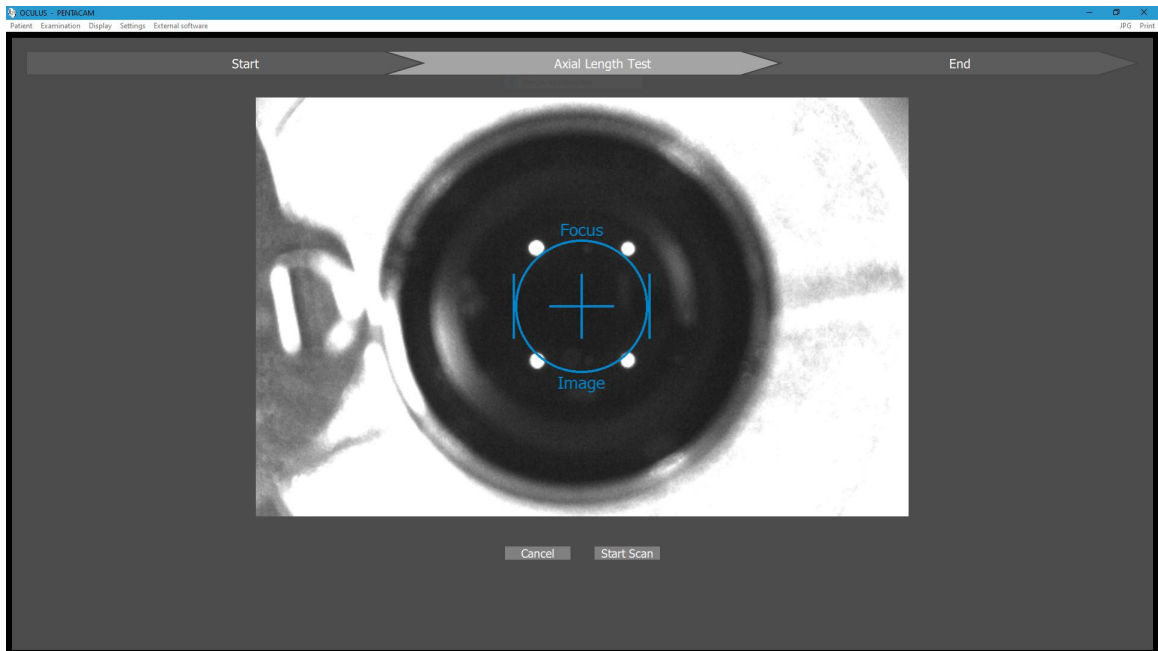 OCULUS - PENTACAM
Patient Examination Display Settings External software JPG Print
Start Axial Length Test End
Focus
Image
Cancel Start Scan